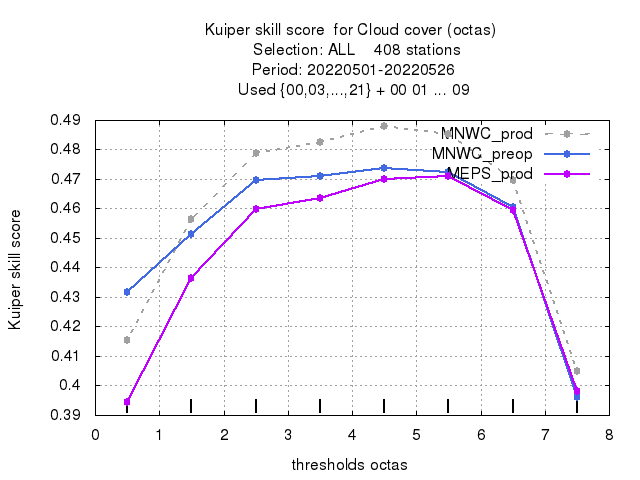 Kuiper skill score  for Cloud cover (octas)
Selection: ALL    408 stations
Period: 20220501-20220526
Used {00,03,...,21} + 00 01 ... 09
MNWC_prod
MNWC_preop
MEPS_prod
Kuiper skill score
0.49
0.48
0.47
0.46
0.45
0.44
0.43
0.42
0.41
0.4
0.39
0 1 2 3 4 5 6 7 8
thresholds octas